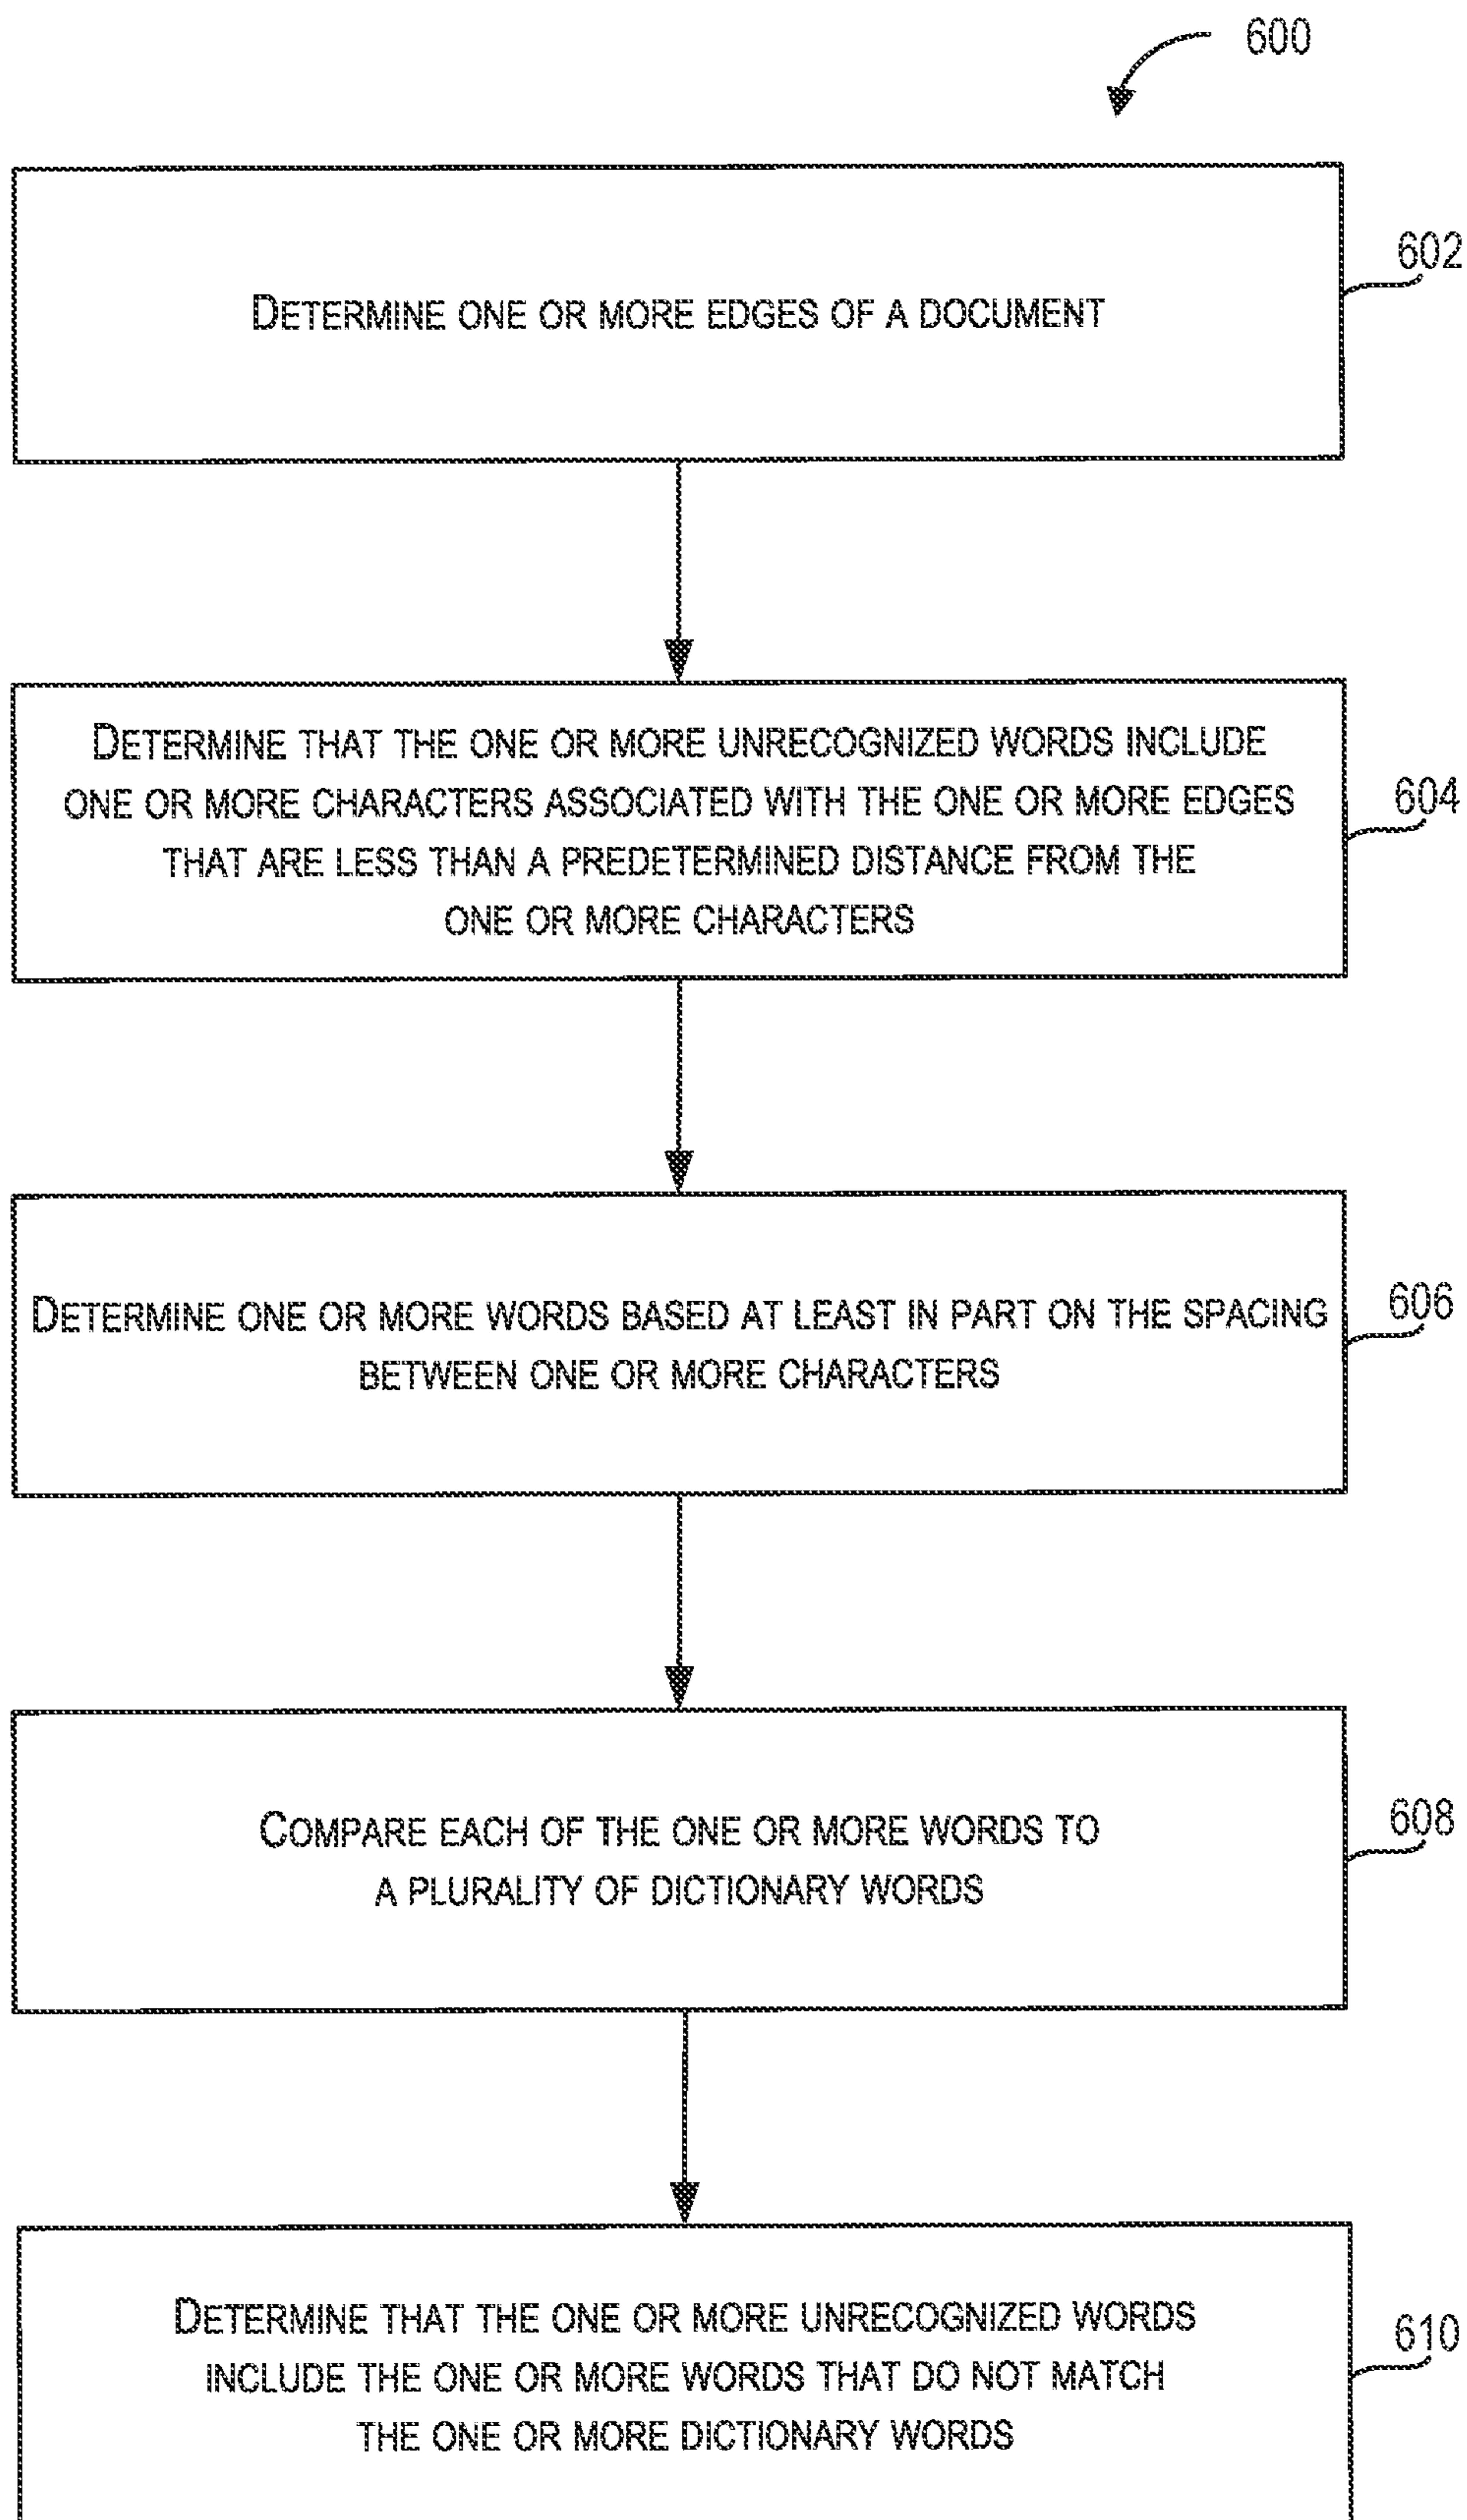 600
602
DETERMINE ONE OR MORE EDGES OF A DOCUMENT
DETERMINE THAT THE ONE OR MORE UNRECOGNIZED WORDS INCLUDE
ONE OR MORE CHARACTERS ASSOCIATED WITH THE ONE OR MORE EDGES
604
THAT ARE LESS THAN A PREDETERMINED DISTANCE FROM THE
ONE OR MORE CHARACTERS
606
DETERMINE ONE OR MORE WORDS BASED AT LEAST IN PART ON THE SPACING
BETWEEN ONE OR MORE CHARACTERS
608
COMPARE EACH OF THE ONE OR MORE WORDS TO
A PLURALITY OF DICTIONARY WORDS
DETERMINE THAT THE ONE OR MORE UNRECOGNIZED WORDS
610
INCLUDE THE ONE OR MORE WORDS THAT DO NOT MATCH
THE ONE OR MORE DICTIONARY WORDS